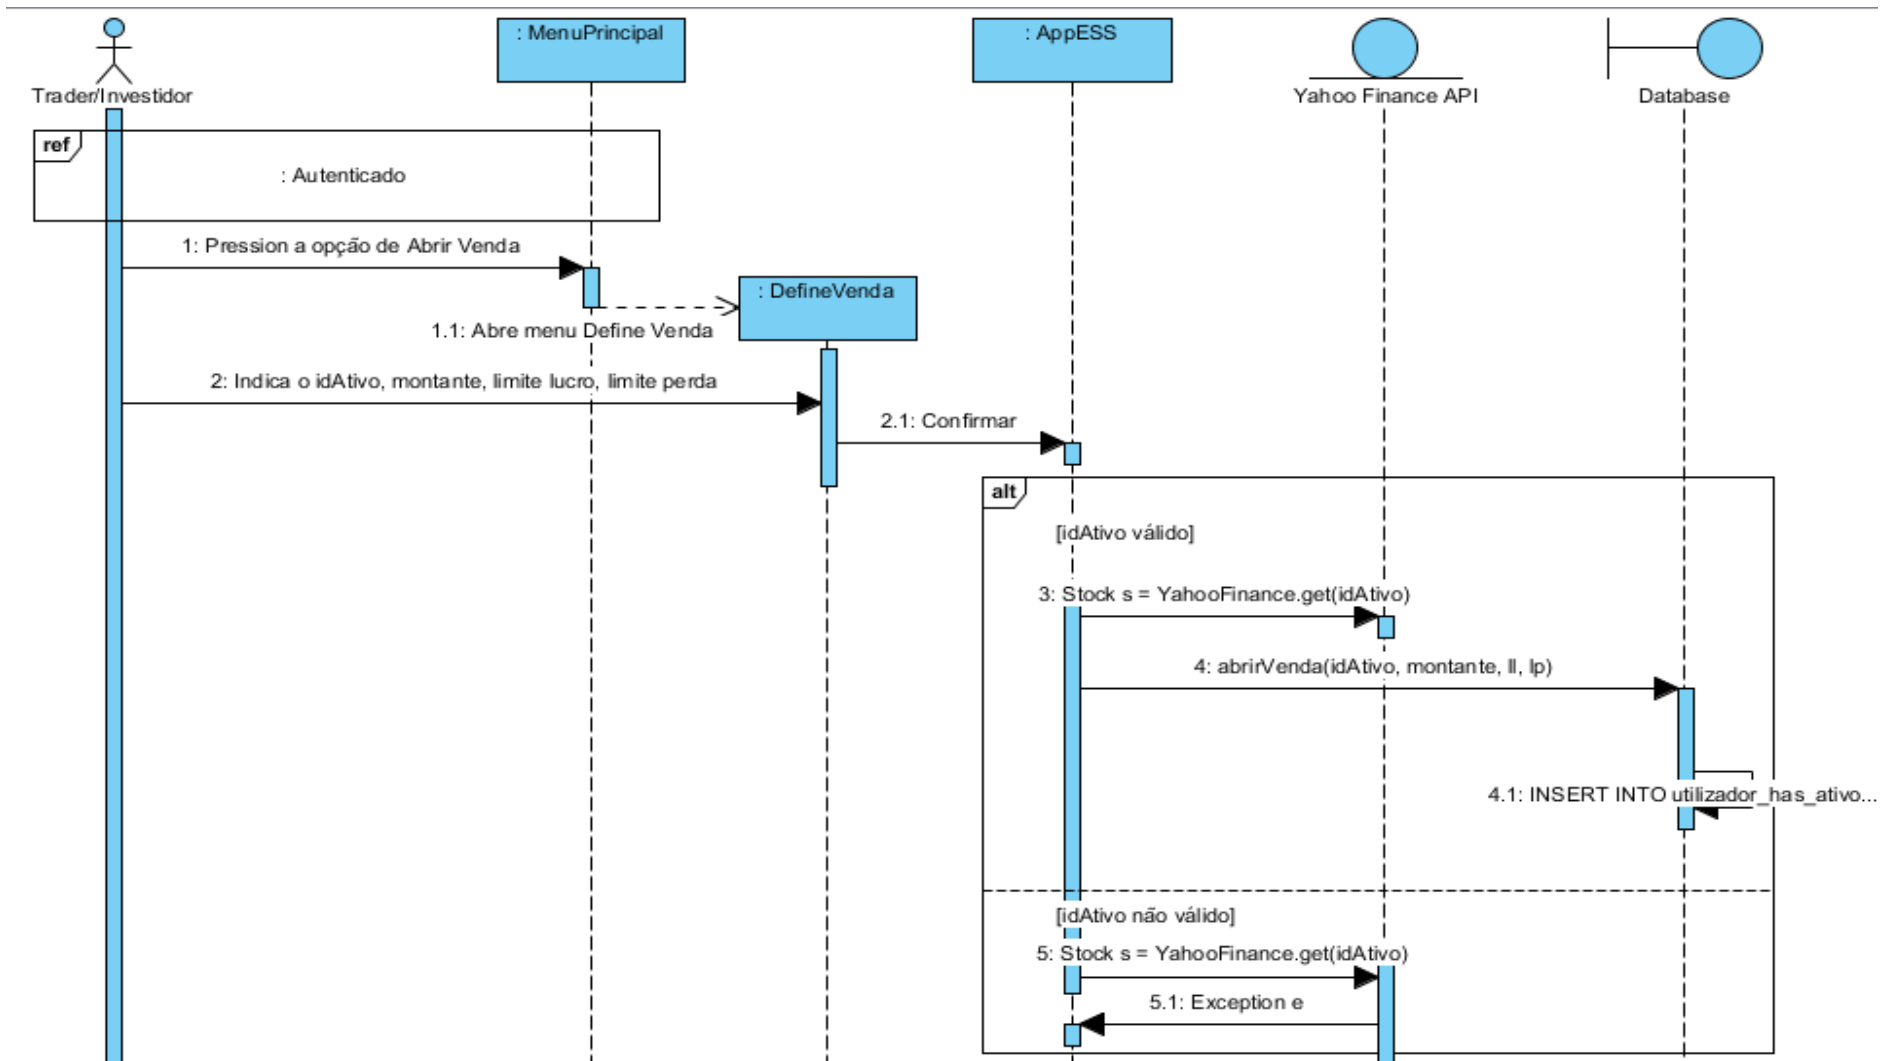 : MenuPrincipal
: AppESS
Trader/Investidor
Yahoo Finance API
Database
ref
: Autenticado
1: Pression a opção de Abrir Venda
: DefineVenda
1.1: Abre menu Define Venda
2: Indica o idAtivo, montante, limite lucro, limite perda
2.1: Confirmar
alt
[idAtivo válido]
3: Stock s = YahooFinance.get(idAtivo)
4: abrirVenda(idAtivo, montante, ll, lp)
4.1: INSERT INTO utilizador_has_ativo...
[idAtivo não válido]
5: Stock s = YahooFinance.get(idAtivo)
5.1: Exception e